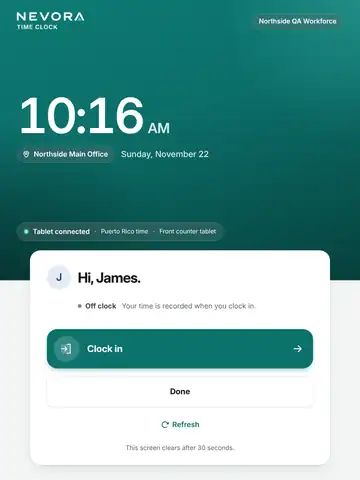 NEVORA
TIME CLOCK
Northside QA Workforce
10:16 AM
Northside Main Office
Sunday, November 22
Tablet connected · Puerto Rico time · Front counter tablet
J
Hi, James.
Off clock Your time is recorded when you clock in.
Clock in
Done
Refresh
This screen clears after 30 seconds.